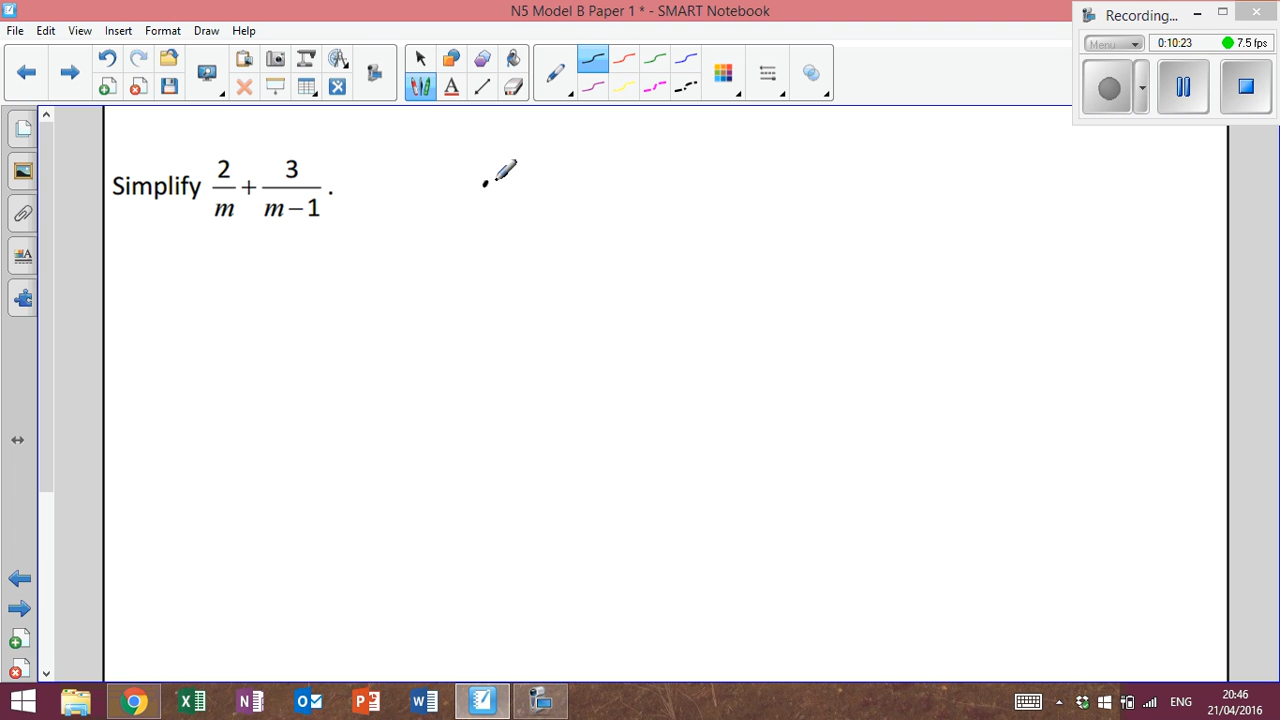 N5 Model B Paper 1 * - SMART Notebook
Recording...
File Edit View Insert Format Draw Help
Menu
0:10:23
7.5 fps
Simplify 2/m + 3/(m−1) .
ENG
20:46
21/04/2016